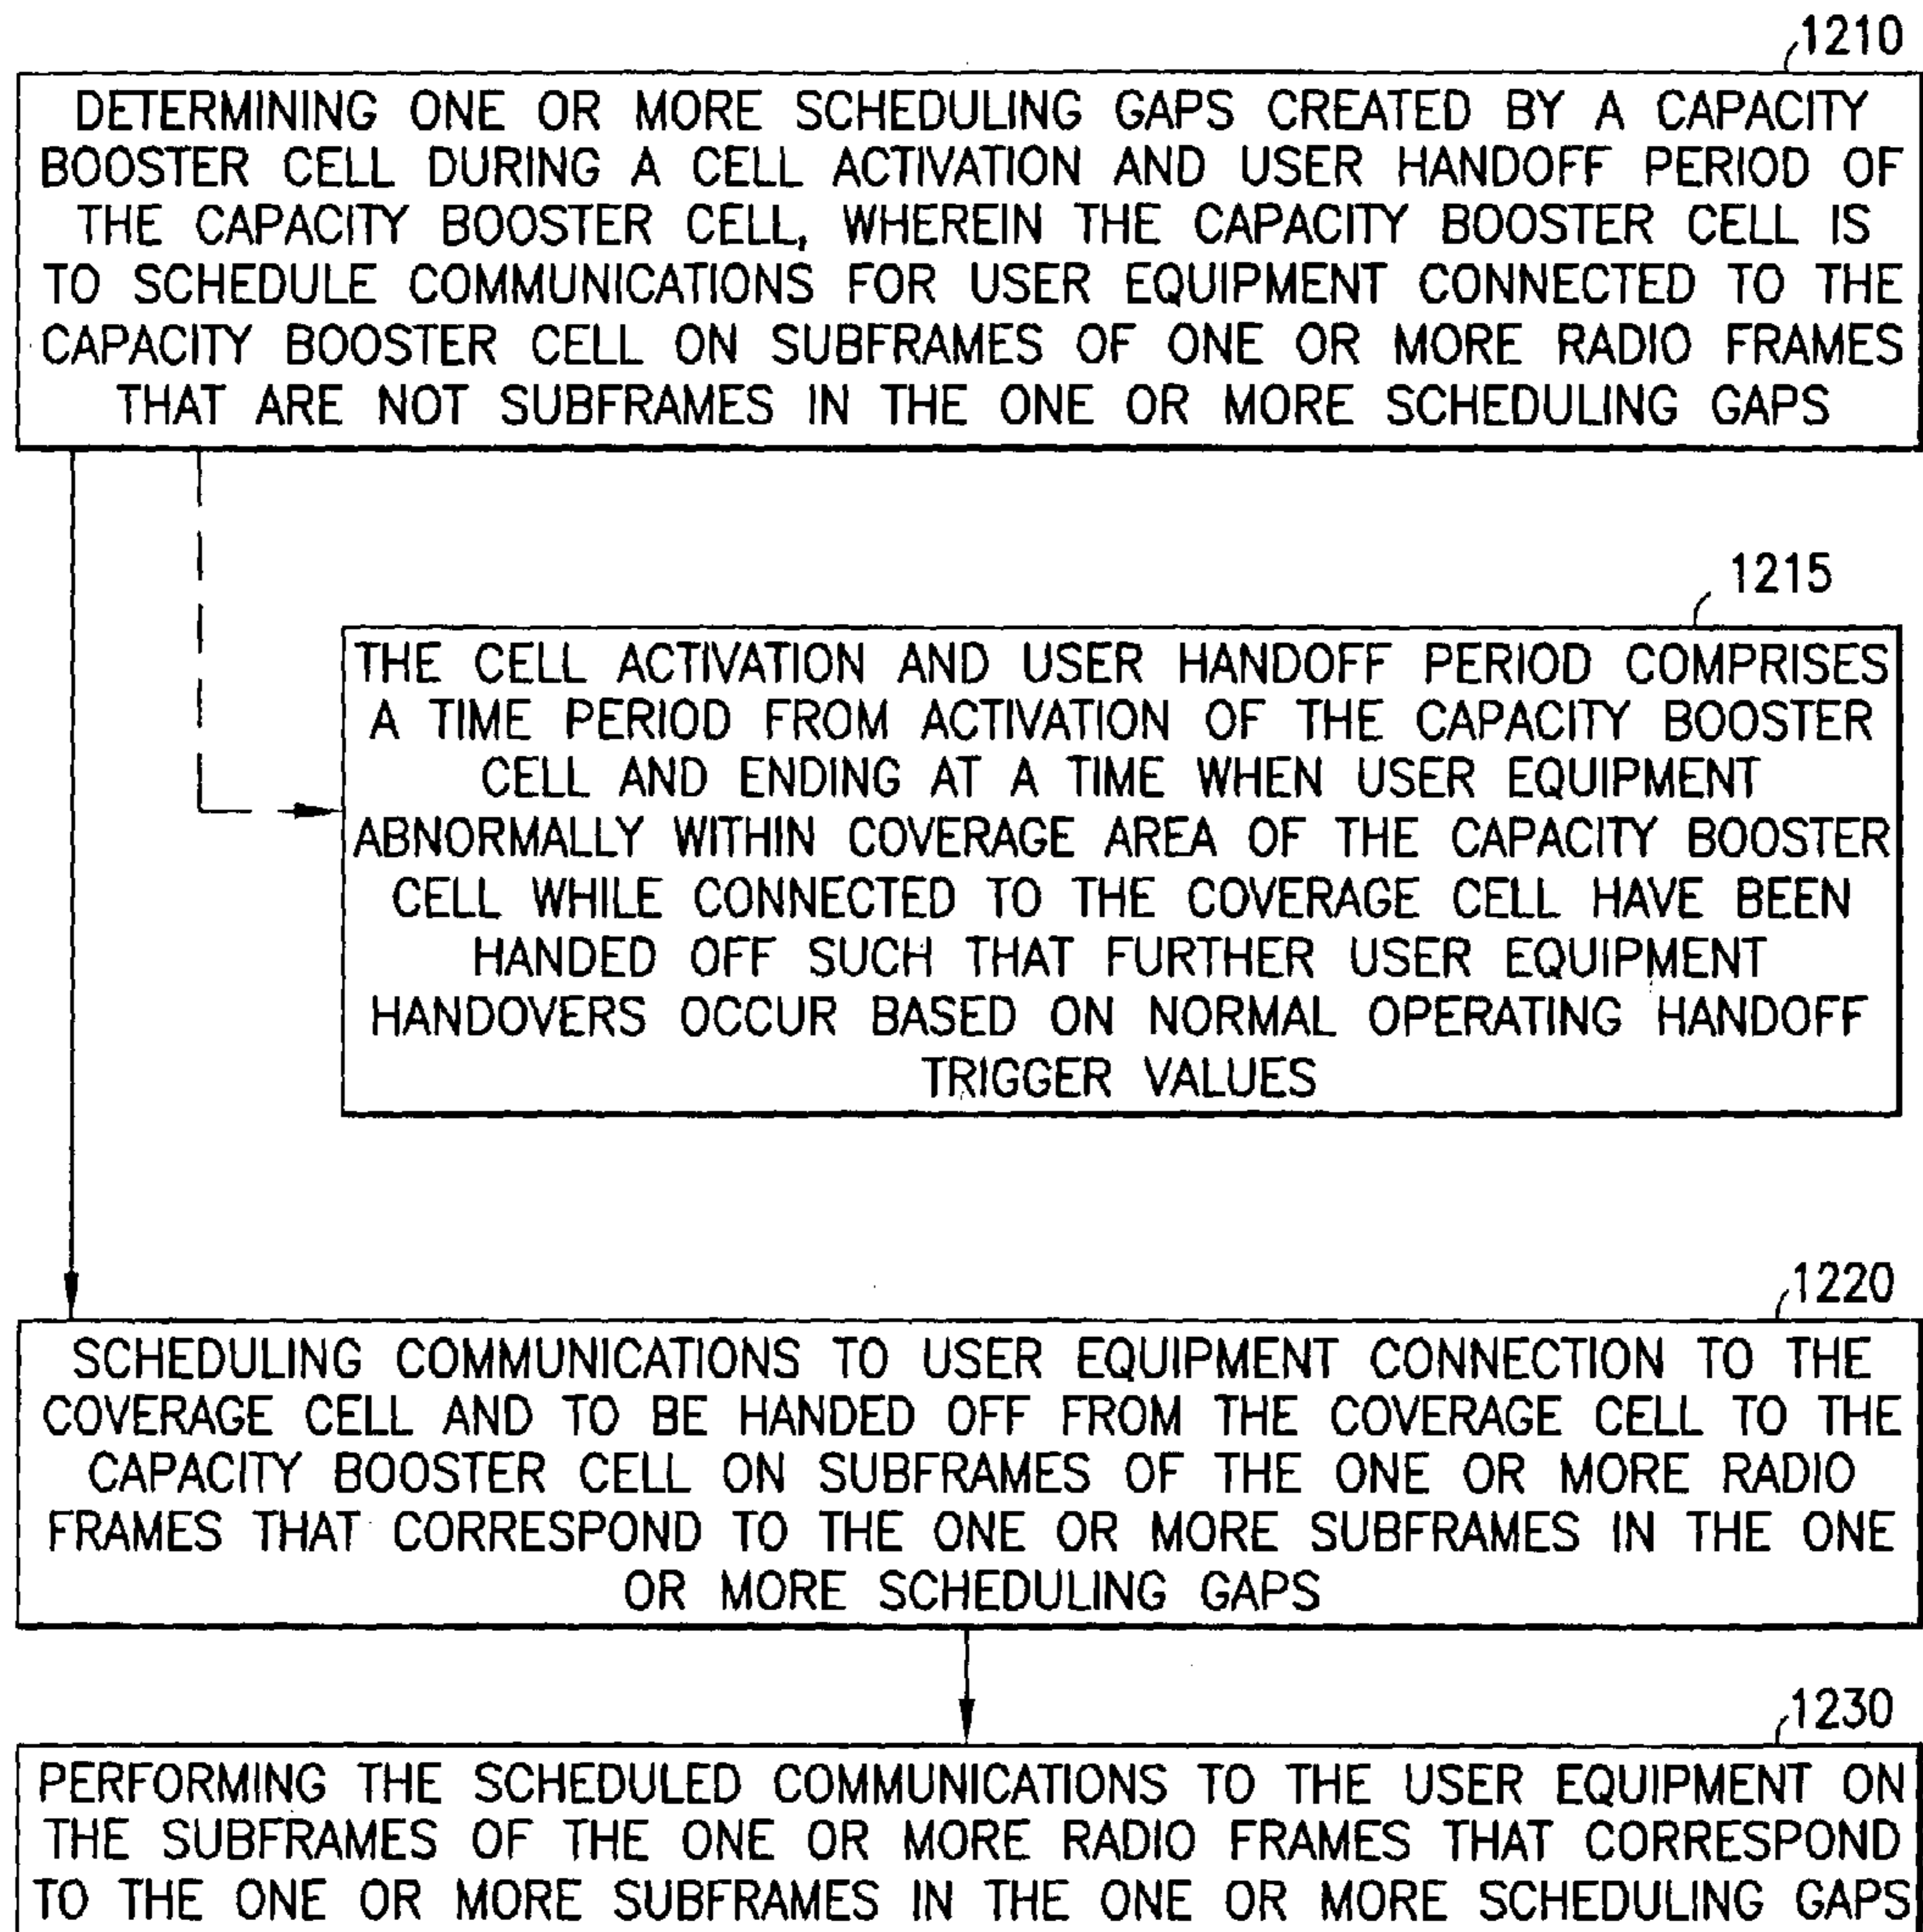 1210
DETERMINING ONE OR MORE SCHEDULING GAPS CREATED BY A CAPACITY
BOOSTER CELL DURING A CELL ACTIVATION AND USER HANDOFF PERIOD OF
THE CAPACITY BOOSTER CELL, WHEREIN THE CAPACITY BOOSTER CELL IS
TO SCHEDULE COMMUNICATIONS FOR USER EQUIPMENT CONNECTED TO THE
CAPACITY BOOSTER CELL ON SUBFRAMES OF ONE OR MORE RADIO FRAMES
THAT ARE NOT SUBFRAMES IN THE ONE OR MORE SCHEDULING GAPS
1215
THE CELL ACTIVATION AND USER HANDOFF PERIOD COMPRISES
A TIME PERIOD FROM ACTIVATION OF THE CAPACITY BOOSTER
CELL AND ENDING AT A TIME WHEN USER EQUIPMENT
ABNORMALLY WITHIN COVERAGE AREA OF THE CAPACITY BOOSTER
CELL WHILE CONNECTED TO THE COVERAGE CELL HAVE BEEN
HANDED OFF SUCH THAT FURTHER USER EQUIPMENT
HANDOVERS OCCUR BASED ON NORMAL OPERATING HANDOFF
TRIGGER VALUES
1220
SCHEDULING COMMUNICATIONS TO USER EQUIPMENT CONNECTION TO THE
COVERAGE CELL AND TO BE HANDED OFF FROM THE COVERAGE CELL TO THE
CAPACITY BOOSTER CELL ON SUBFRAMES OF THE ONE OR MORE RADIO
FRAMES THAT CORRESPOND TO THE ONE OR MORE SUBFRAMES IN THE ONE
OR MORE SCHEDULING GAPS
1230
PERFORMING THE SCHEDULED COMMUNICATIONS TO THE USER EQUIPMENT ON
THE SUBFRAMES OF THE ONE OR MORE RADIO FRAMES THAT CORRESPOND
TO THE ONE OR MORE SUBFRAMES IN THE ONE OR MORE SCHEDULING GAPS